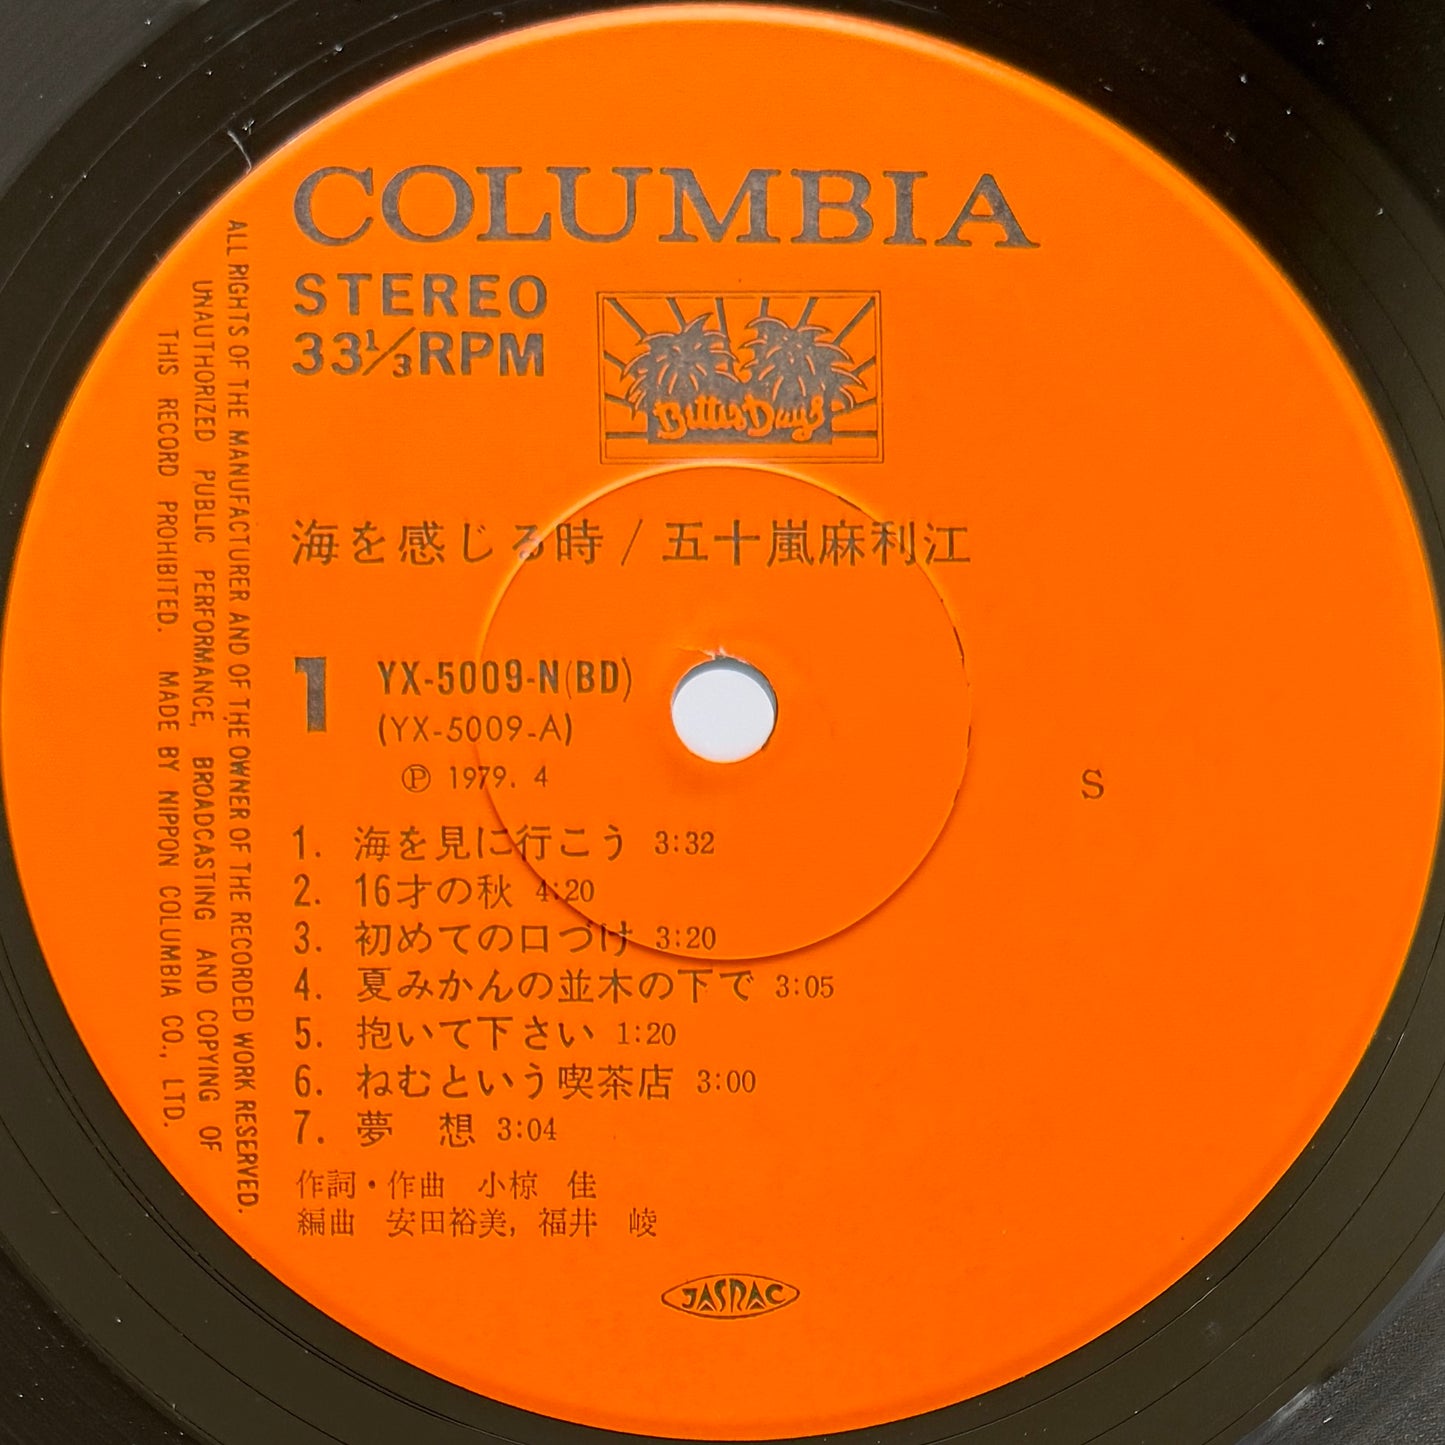 COLUMBIA
STEREO
33⅓RPM
Bitter Days
海を感じる時/五十嵐麻利江
1
YX-5009-N(BD)
(YX-5009-A)
Ⓟ 1979. 4
S
1. 海を見に行こう 3:32
2. 16才の秋 4:20
3. 初めての口づけ 3:20
4. 夏みかんの並木の下で 3:05
5. 抱いて下さい 1:20
6. ねむという喫茶店 3:00
7. 夢 想 3:04
作詞・作曲 小椋 佳
編曲 安田裕美, 福井 崚
JASRAC
ALL RIGHTS OF THE MANUFACTURER AND OF THE OWNER OF THE RECORDED WORK RESERVED.
UNAUTHORIZED PUBLIC PERFORMANCE, BROADCASTING AND COPYING OF
THIS RECORD PROHIBITED. MADE BY NIPPON COLUMBIA CO., LTD.